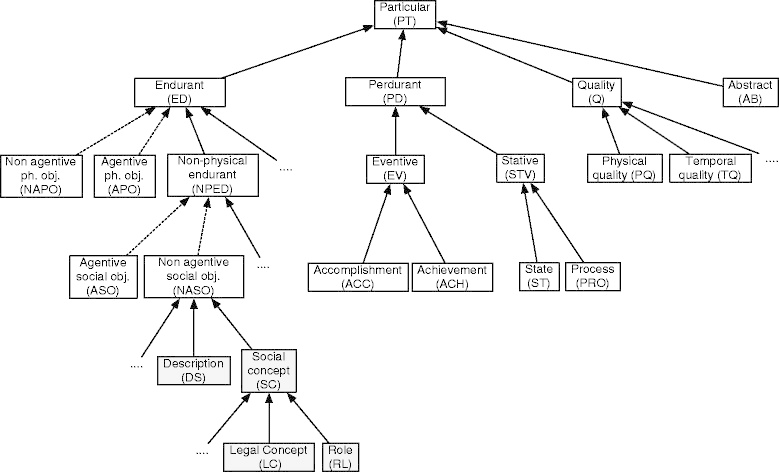 Particular
(PT)
Endurant
(ED)
Perdurant
(PD)
Quality
(Q)
Abstract
(AB)
Non agentive
ph. obj.
(NAPO)
Agentive
ph. obj.
(APO)
Non-physical
endurant
(NPED)
....
Eventive
(EV)
Stative
(STV)
Physical
quality (PQ)
Temporal
quality (TQ)
....
Agentive
social obj.
(ASO)
Non agentive
social obj.
(NASO)
....
Accomplishment
(ACC)
Achievement
(ACH)
State
(ST)
Process
(PRO)
....
Description
(DS)
Social
concept
(SC)
....
Legal Concept
(LC)
Role
(RL)